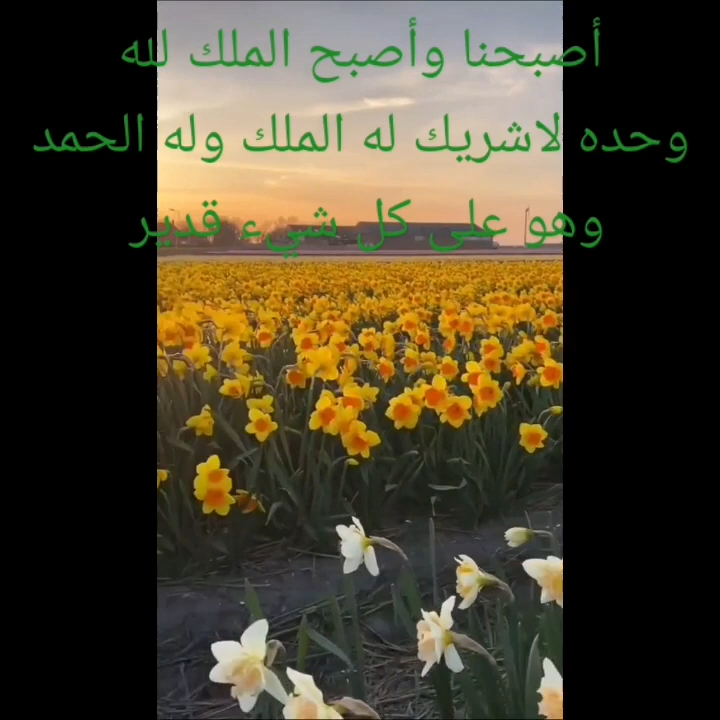 أصبحنا وأصبح الملك لله
وحده لاشريك له الملك وله الحمد
وهو على كل شيء قدير